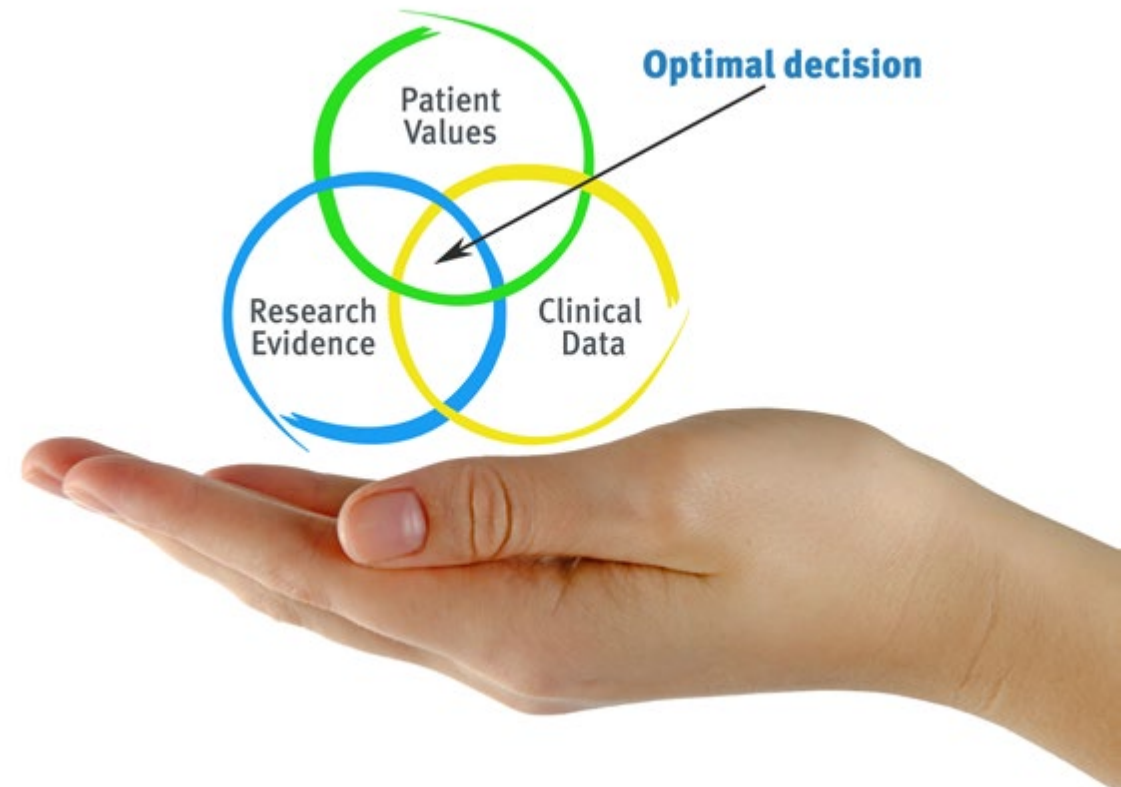 Optimal decision
Patient
Values
Research
Evidence
Clinical
Data